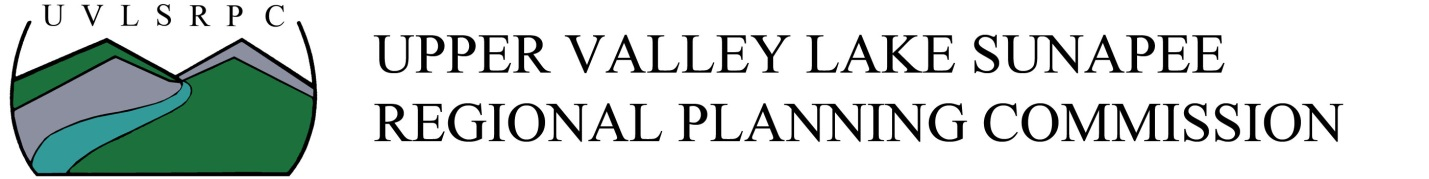 U V L S R P C
UPPER VALLEY LAKE SUNAPEE
REGIONAL PLANNING COMMISSION